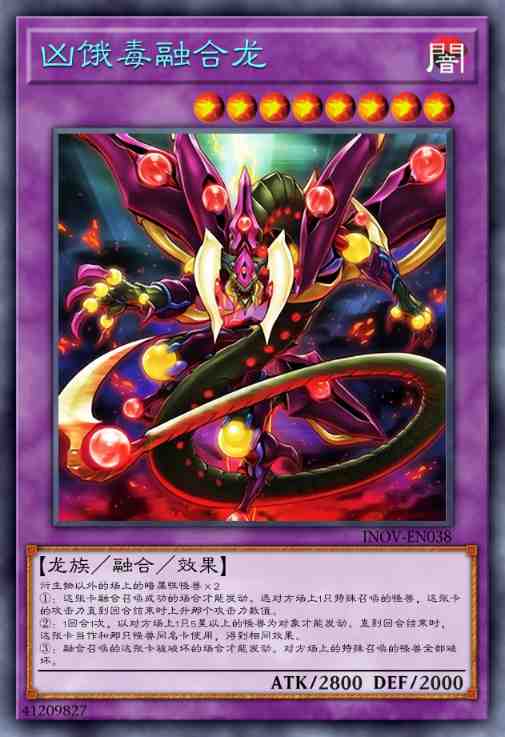 凶饿毒融合龙
闇
INOV-EN038
【龙族／融合／效果】
衍生物以外的场上的暗属性怪兽×2
①：这张卡融合召唤成功的场合才能发动。选对方场上1只特殊召唤的怪兽，这张卡
的攻击力直到回合结束时上升那个攻击力数值。
②：1回合1次，以对方场上1只5星以上的怪兽为对象才能发动。直到回合结束时，
这张卡当作和那只怪兽同名卡使用，得到相同效果。
③：融合召唤的这张卡被破坏的场合才能发动。对方场上的特殊召唤的怪兽全部破
坏。
ATK/2800 DEF/2000
41209827